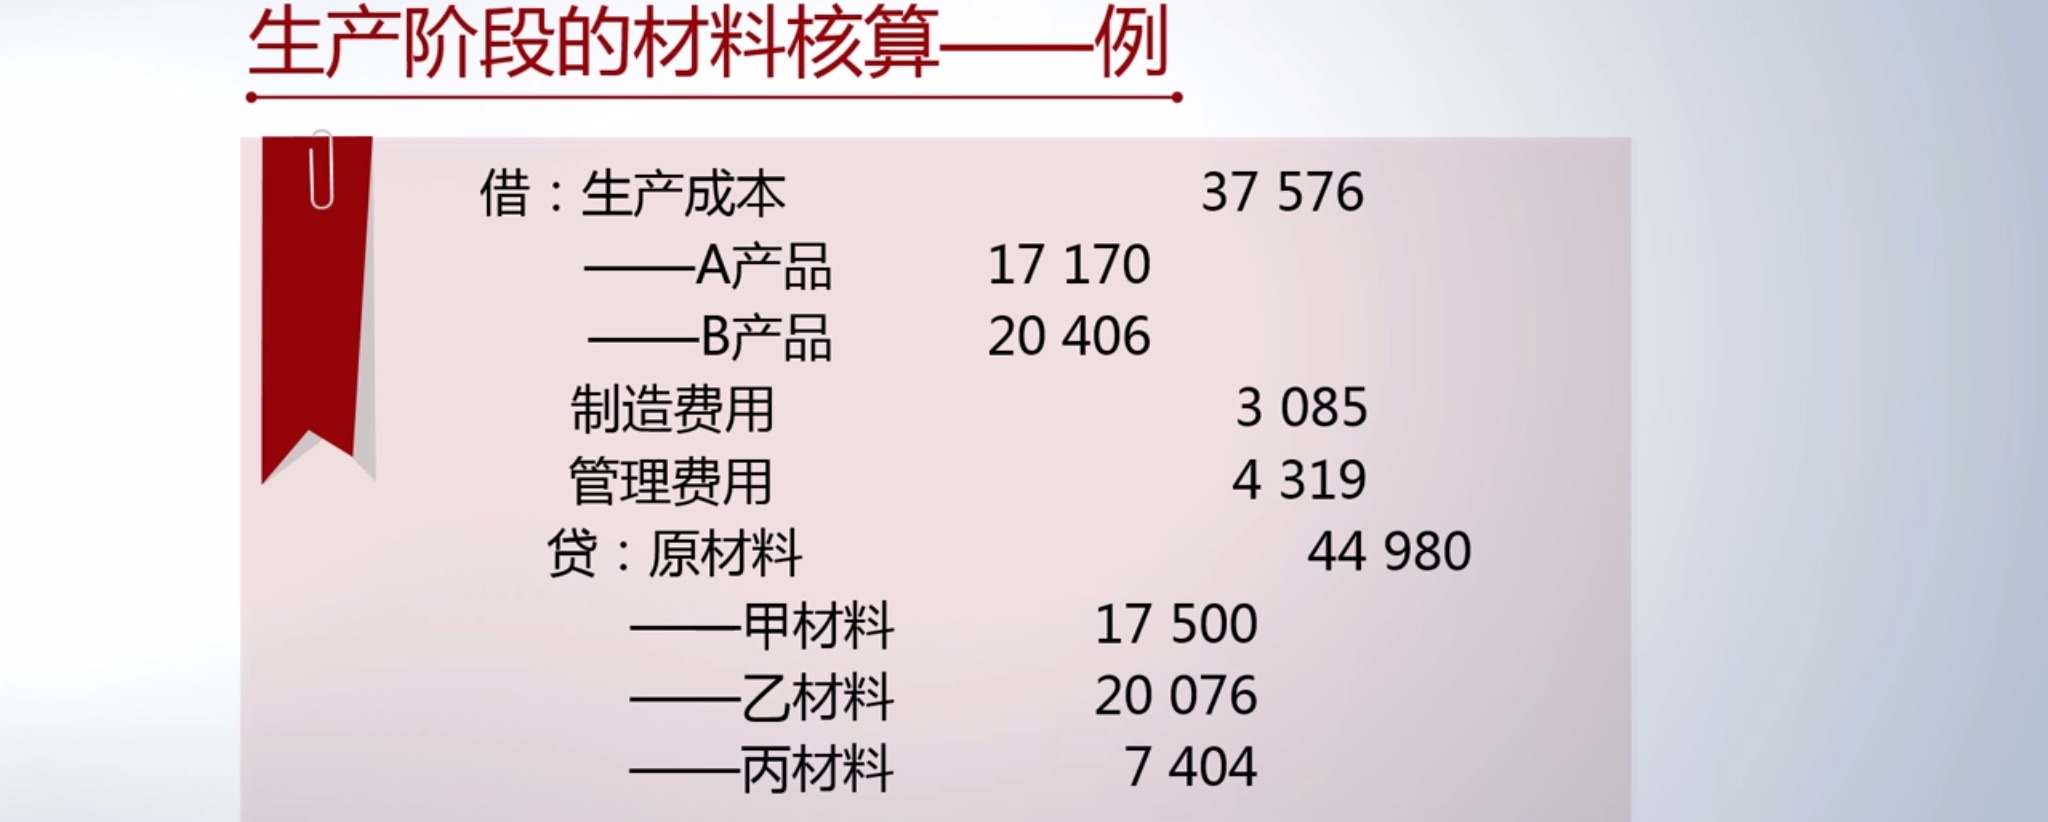 生产阶段的材料核算——例
借：生产成本 37 576
——A产品 17 170
——B产品 20 406
制造费用 3 085
管理费用 4 319
贷：原材料 44 980
——甲材料 17 500
——乙材料 20 076
——丙材料 7 404